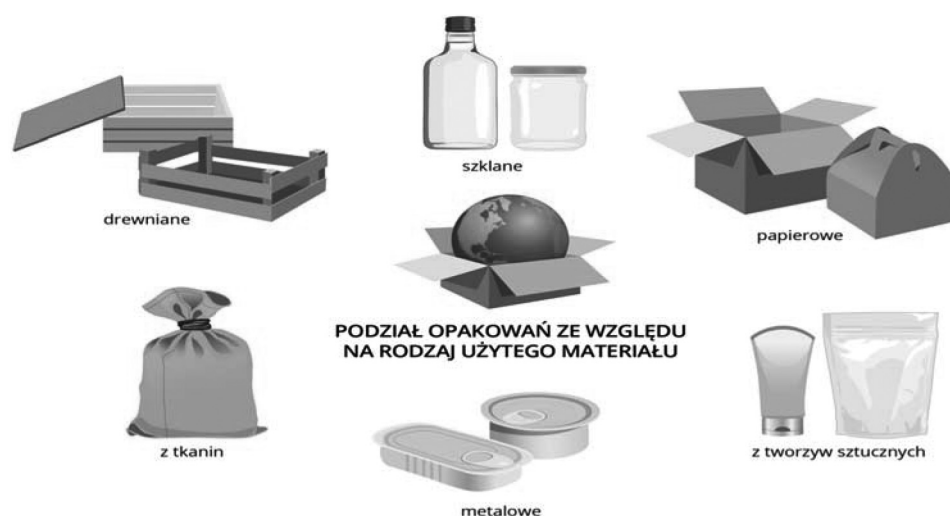 szklane
drewniane
papierowe
PODZIAŁ OPAKOWAŃ ZE WZGLĘDU
NA RODZAJ UŻYTEGO MATERIAŁU
z tkanin
z tworzyw sztucznych
metalowe